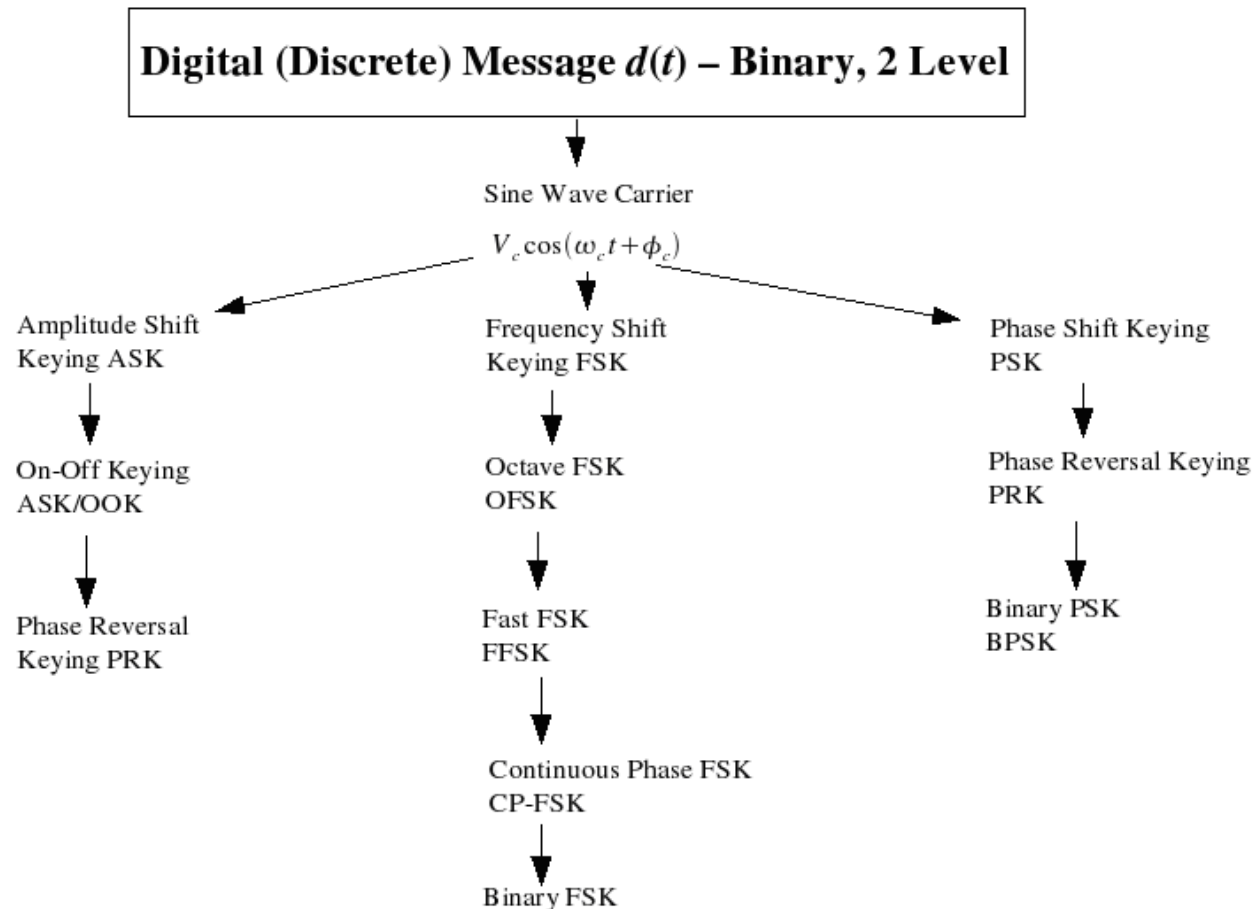 Digital (Discrete) Message d(t) – Binary, 2 Level
Sine Wave Carrier
V_c cos(ω_c t+ϕ_c)
Amplitude Shift
Keying ASK
Frequency Shift
Keying FSK
Phase Shift Keying
PSK
On-Off Keying
ASK/OOK
Octave FSK
OFSK
Phase Reversal Keying
PRK
Phase Reversal
Keying PRK
Fast FSK
FFSK
Binary PSK
BPSK
Continuous Phase FSK
CP-FSK
Binary FSK